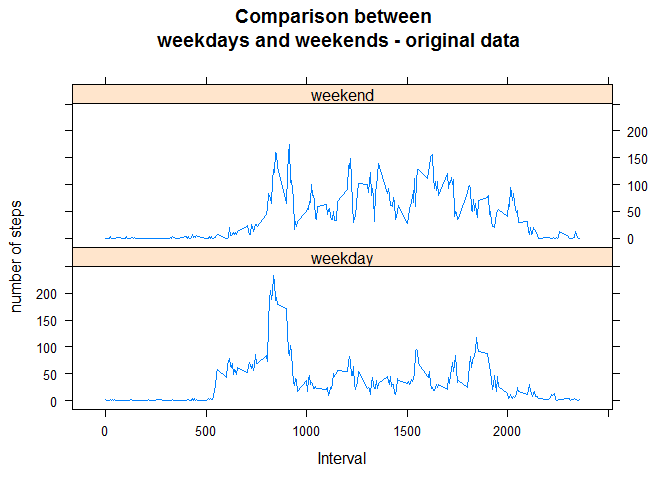 Comparison between
weekdays and weekends - original data
weekend
200
150
100
50
0
number of steps
weekday
200
150
100
50
0
0 500 1000 1500 2000
Interval